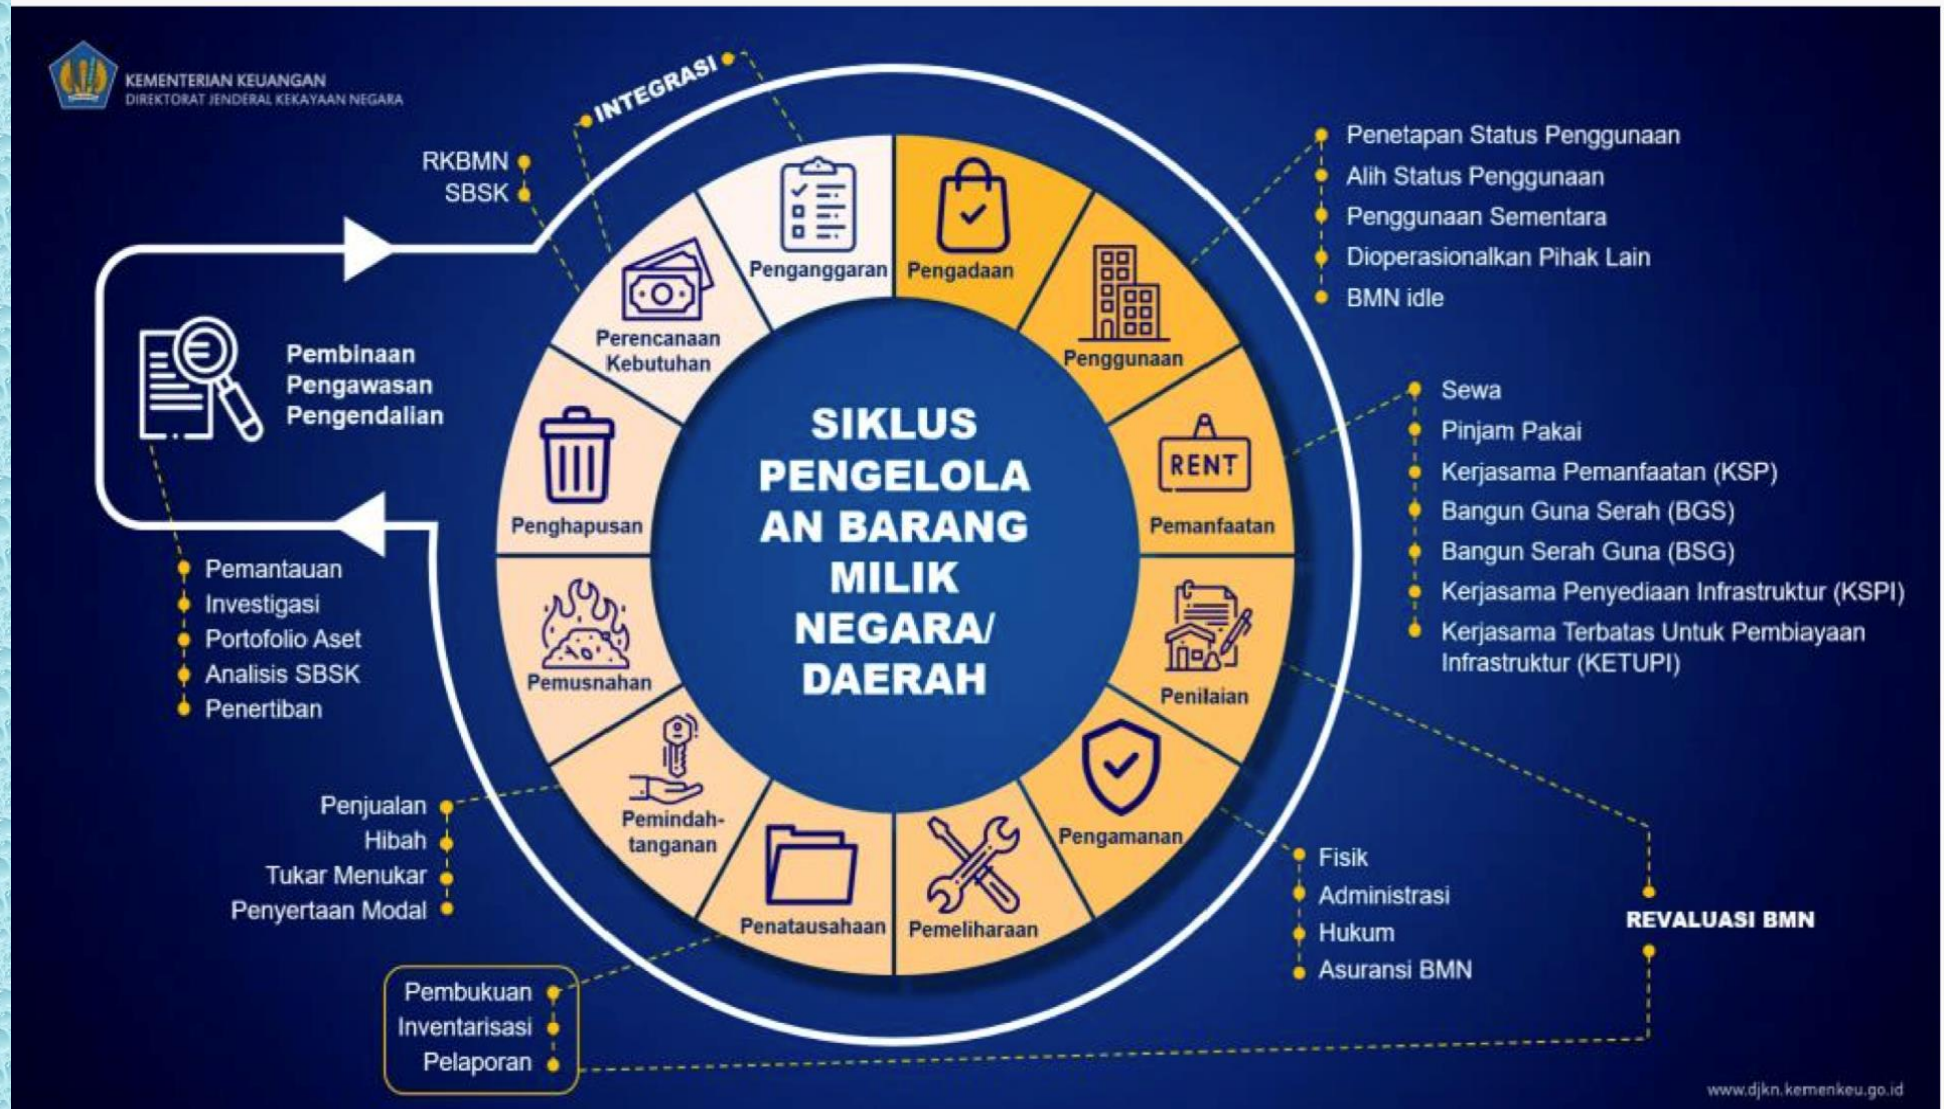 KEMENTERIAN KEUANGAN
DIREKTORAT JENDERAL KEKAYAAN NEGARA
INTEGRASI
RKBMN
SBSK
Penganggaran
Pengadaan
Perencanaan
Kebutuhan
Penggunaan
Penghapusan
RENT
Pemanfaatan
Pemusnahan
Penilaian
Pemindah-
tanganan
Pengamanan
Penatausahaan
Pemeliharaan
SIKLUS
PENGELOLA
AN BARANG
MILIK
NEGARA/
DAERAH
Pembinaan
Pengawasan
Pengendalian
Pemantauan
Investigasi
Portofolio Aset
Analisis SBSK
Penertiban
Penjualan
Hibah
Tukar Menukar
Penyertaan Modal
Pembukuan
Inventarisasi
Pelaporan
Penetapan Status Penggunaan
Alih Status Penggunaan
Penggunaan Sementara
Dioperasionalkan Pihak Lain
BMN idle
Sewa
Pinjam Pakai
Kerjasama Pemanfaatan (KSP)
Bangun Guna Serah (BGS)
Bangun Serah Guna (BSG)
Kerjasama Penyediaan Infrastruktur (KSPI)
Kerjasama Terbatas Untuk Pembiayaan
Infrastruktur (KETUPI)
Fisik
Administrasi
Hukum
Asuransi BMN
REVALUASI BMN
www.djkn.kemenkeu.go.id